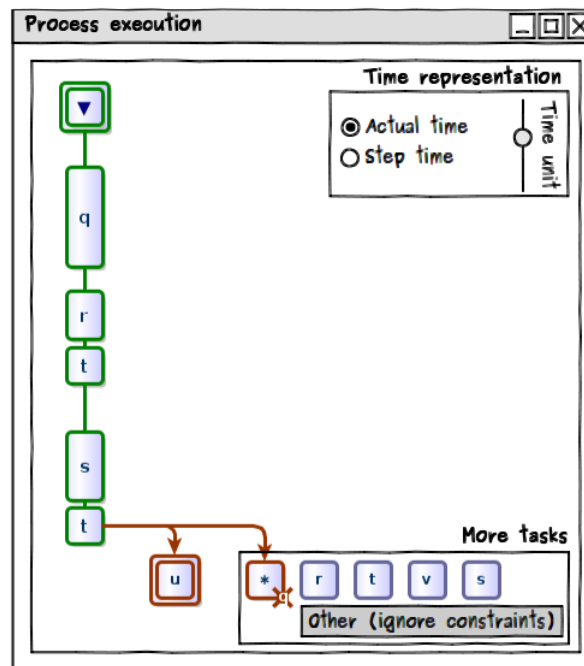 Process execution
Time representation
▼
Actual time
Step time
Time unit
q
r
t
s
t
More tasks
u
* q r t v s
Other (ignore constraints)